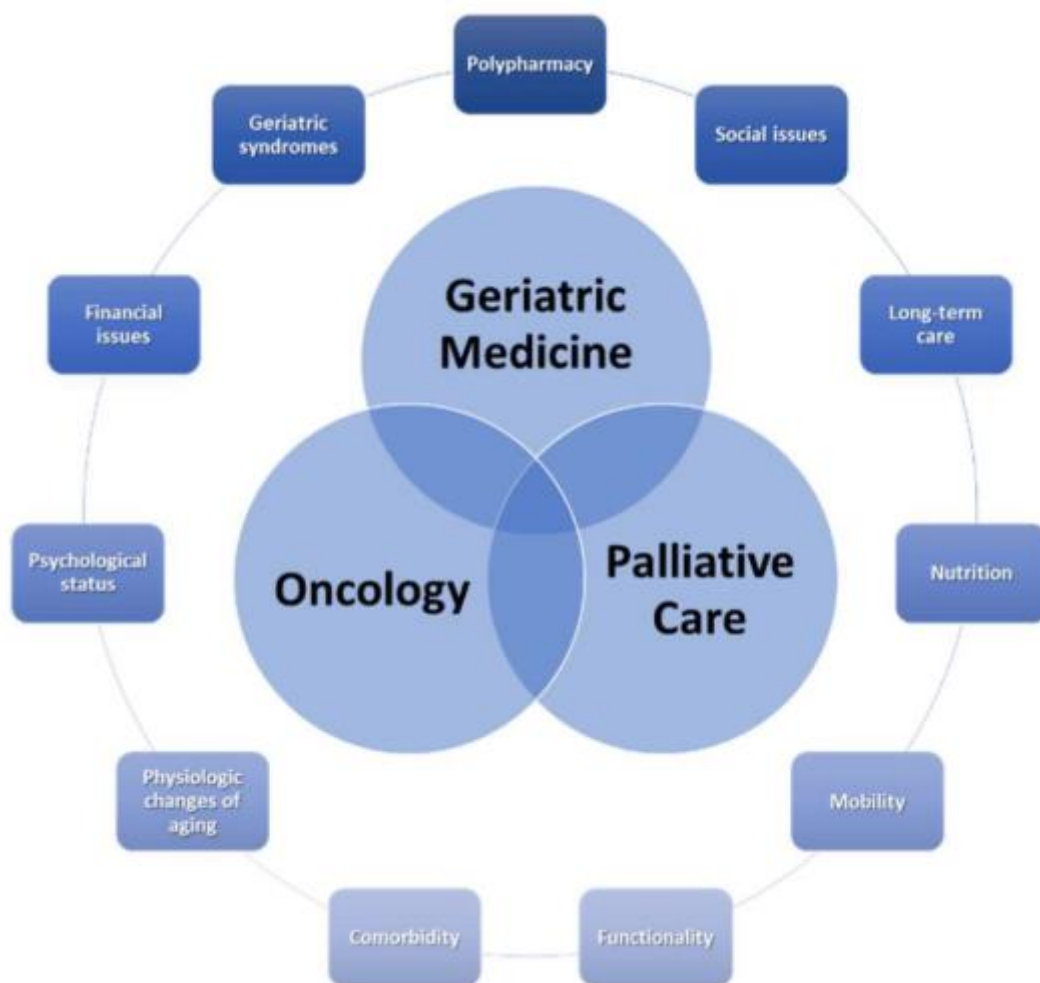 Polypharmacy
Social issues
Long-term
care
Nutrition
Mobility
Functionality
Comorbidity
Physiologic
changes of
aging
Psychological
status
Financial
issues
Geriatric
syndromes
Geriatric
Medicine
Oncology
Palliative
Care